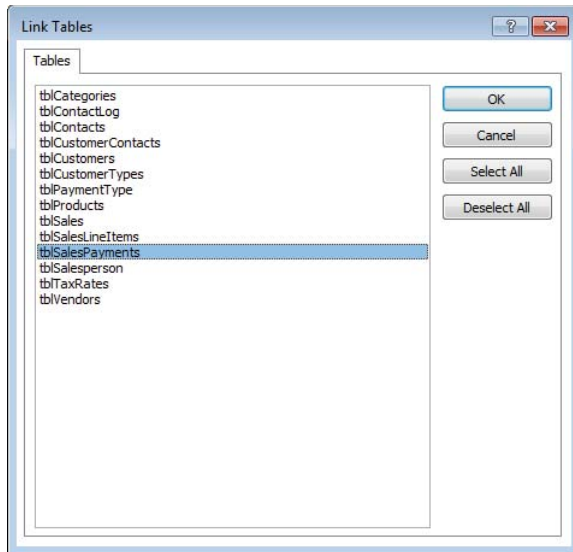 Link Tables
Tables
tblCategories
tblContactLog
tblContacts
tblCustomerContacts
tblCustomers
tblCustomerTypes
tblPaymentType
tblProducts
tblSales
tblSalesLineItems
tblSalesPayments
tblSalesperson
tblTaxRates
tblVendors
OK
Cancel
Select All
Deselect All